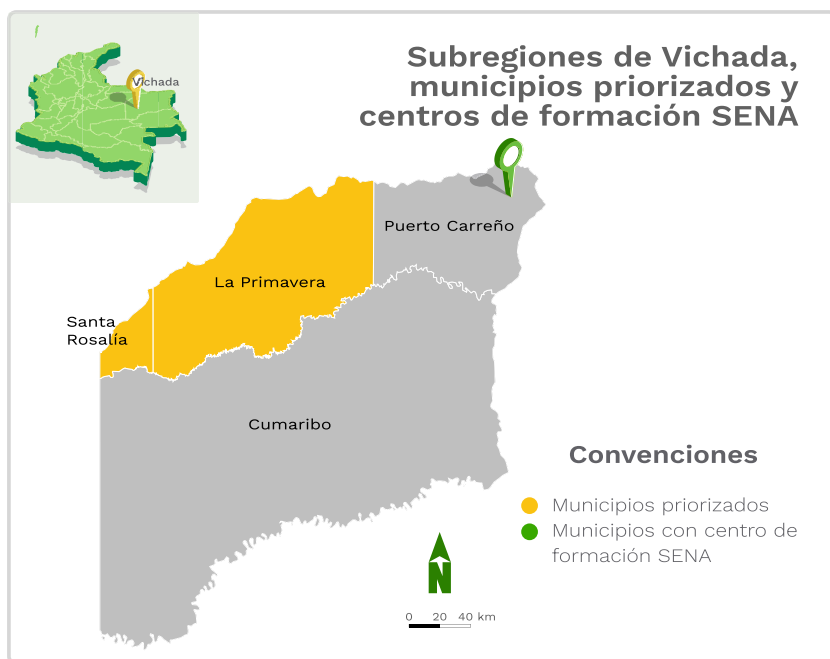 Vichada
Subregiones de Vichada,
municipios priorizados y
centros de formación SENA
Puerto Carreño
La Primavera
Santa
Rosalía
Cumaribo
Convenciones
Municipios priorizados
Municipios con centro de
formación SENA
N
0 20 40 km